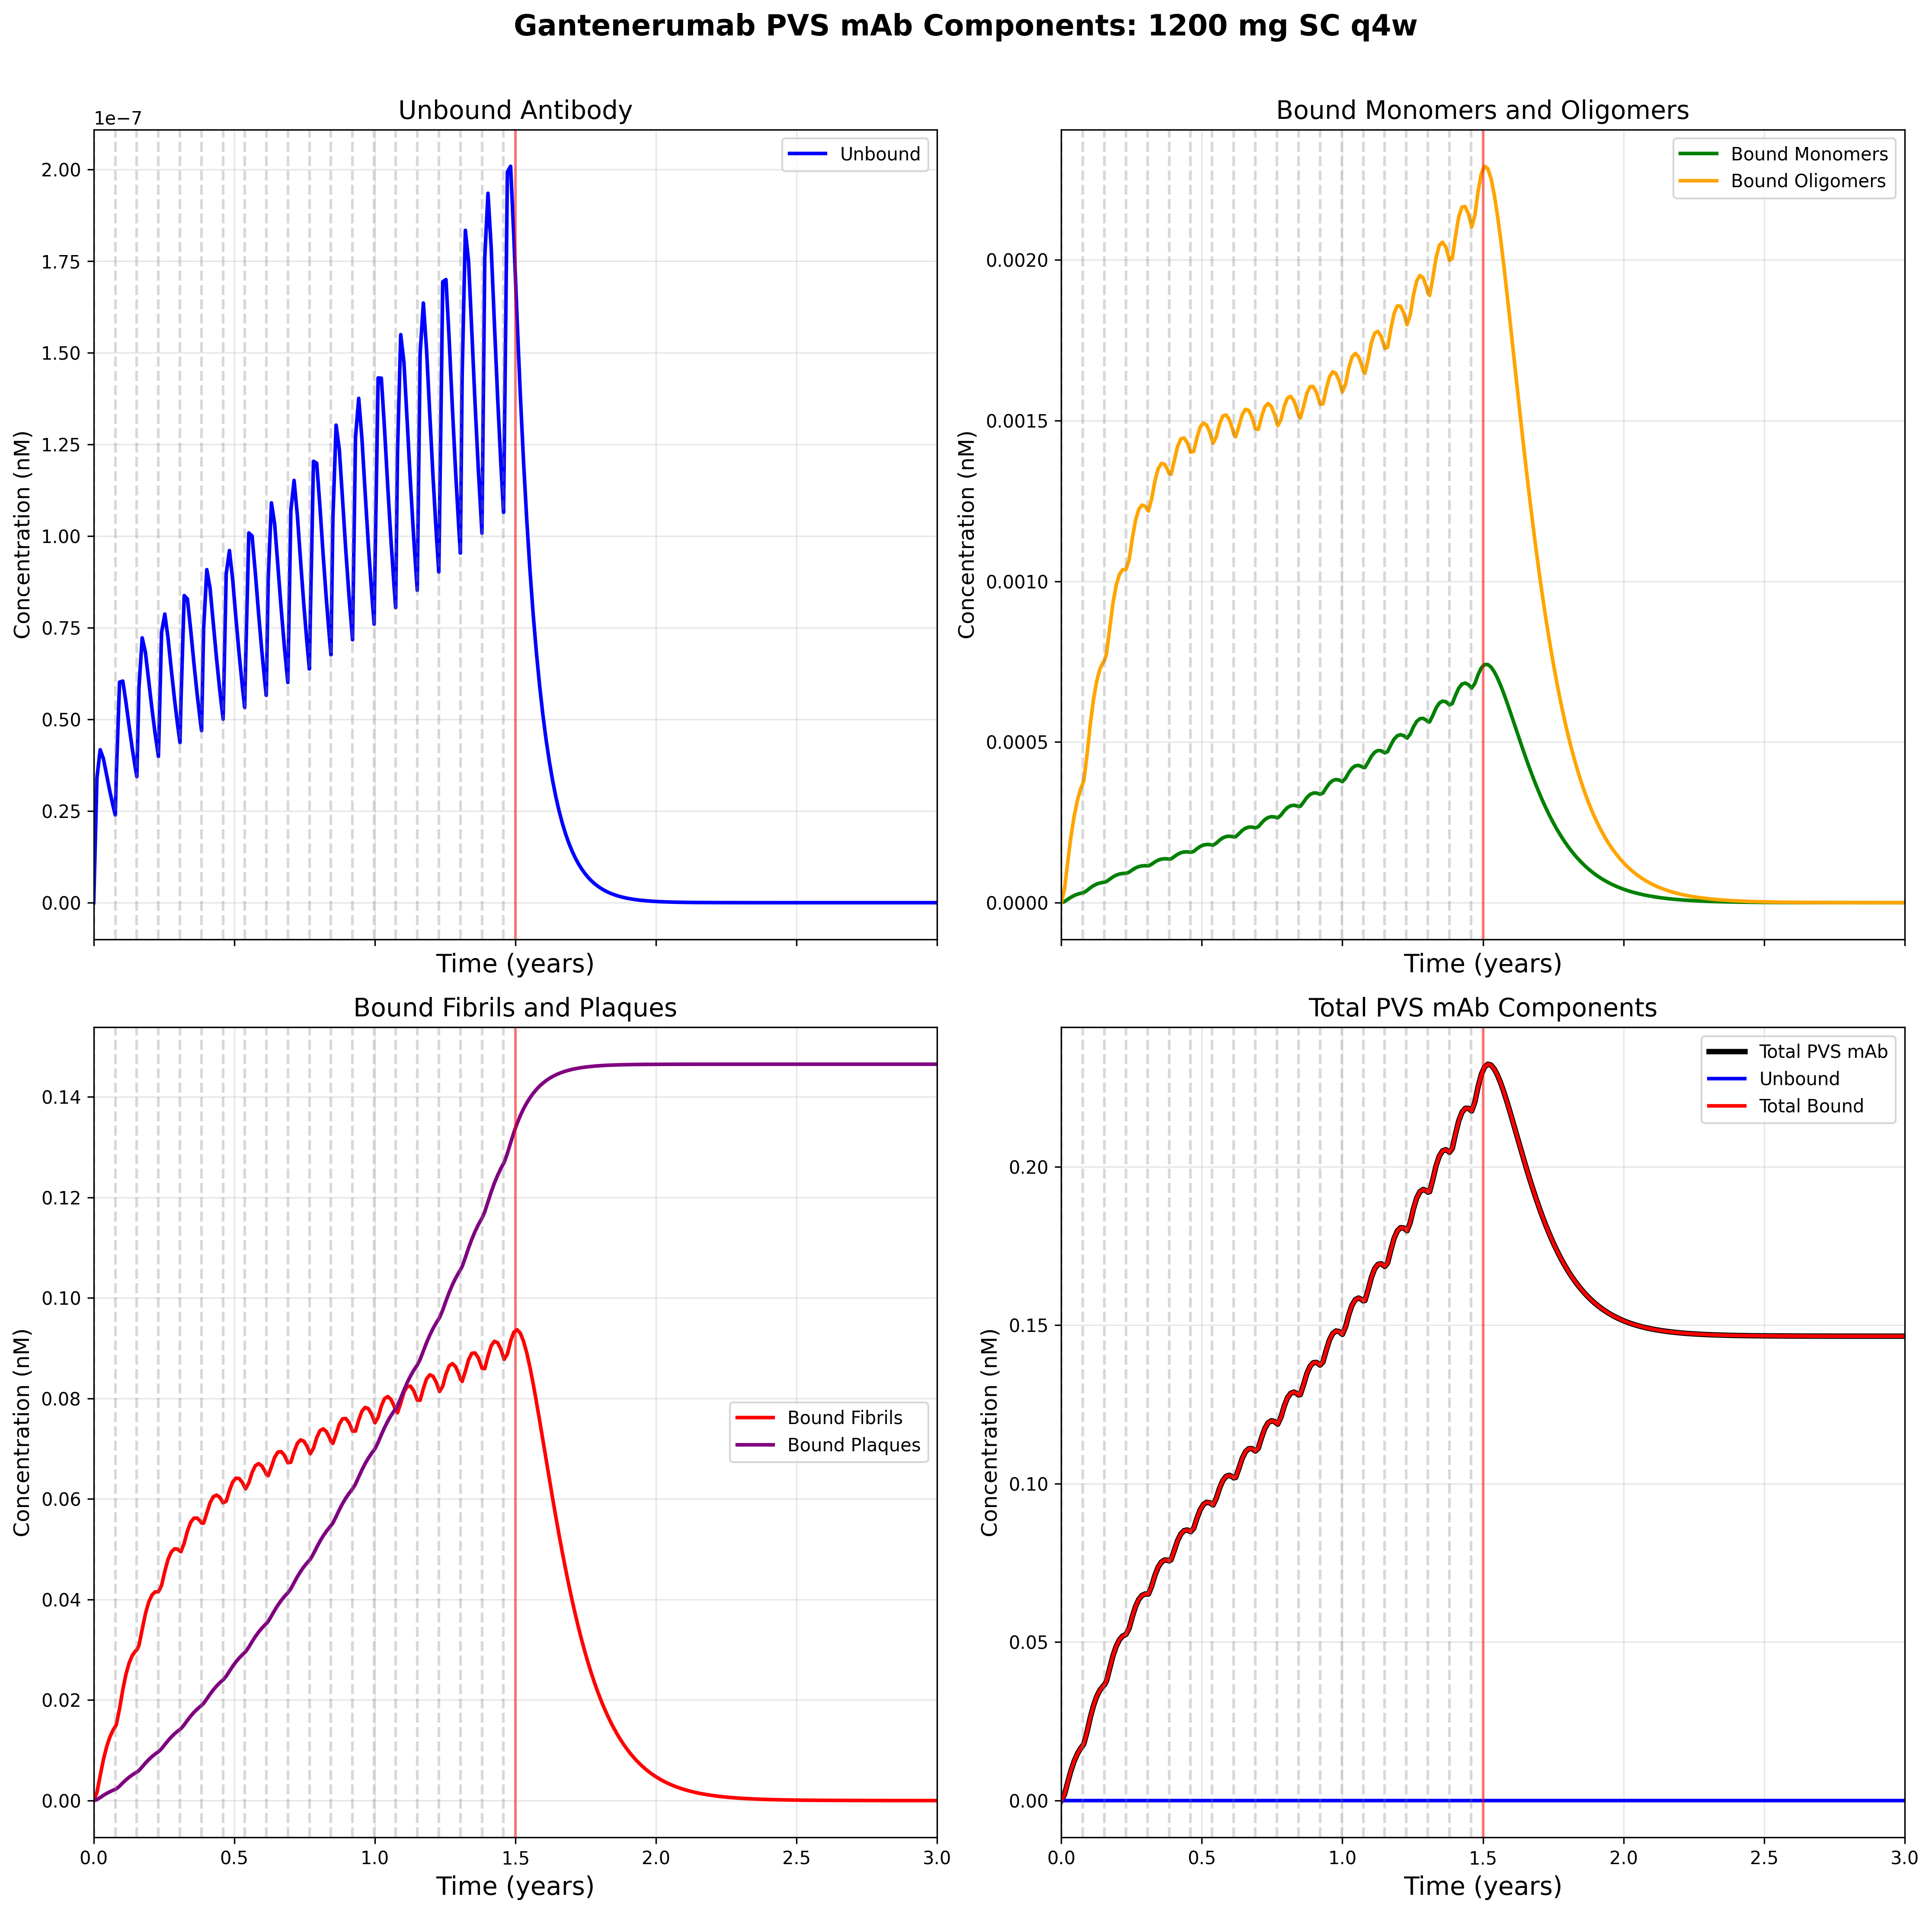 Gantenerumab PVS mAb Components: 1200 mg SC q4w
Unbound Antibody
1e−7
Unbound
2.00
1.75
1.50
1.25
1.00
0.75
0.50
0.25
0.00
Concentration (nM)
Time (years)
Bound Monomers and Oligomers
Bound Monomers
Bound Oligomers
0.0020
0.0015
0.0010
0.0005
0.0000
Concentration (nM)
Time (years)
Bound Fibrils and Plaques
0.14
0.12
0.10
0.08
0.06
0.04
0.02
0.00
Concentration (nM)
Bound Fibrils
Bound Plaques
0.0 0.5 1.0 1.5 2.0 2.5 3.0
Time (years)
Total PVS mAb Components
Total PVS mAb
Unbound
Total Bound
0.20
0.15
0.10
0.05
0.00
Concentration (nM)
0.0 0.5 1.0 1.5 2.0 2.5 3.0
Time (years)